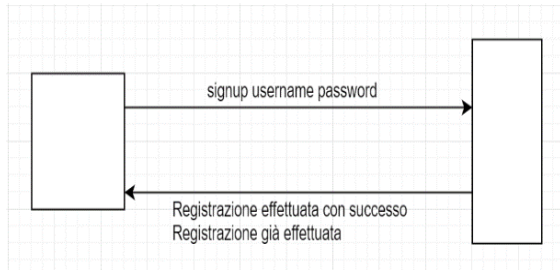 signup username password
Registrazione effettuata con successo
Registrazione già effettuata